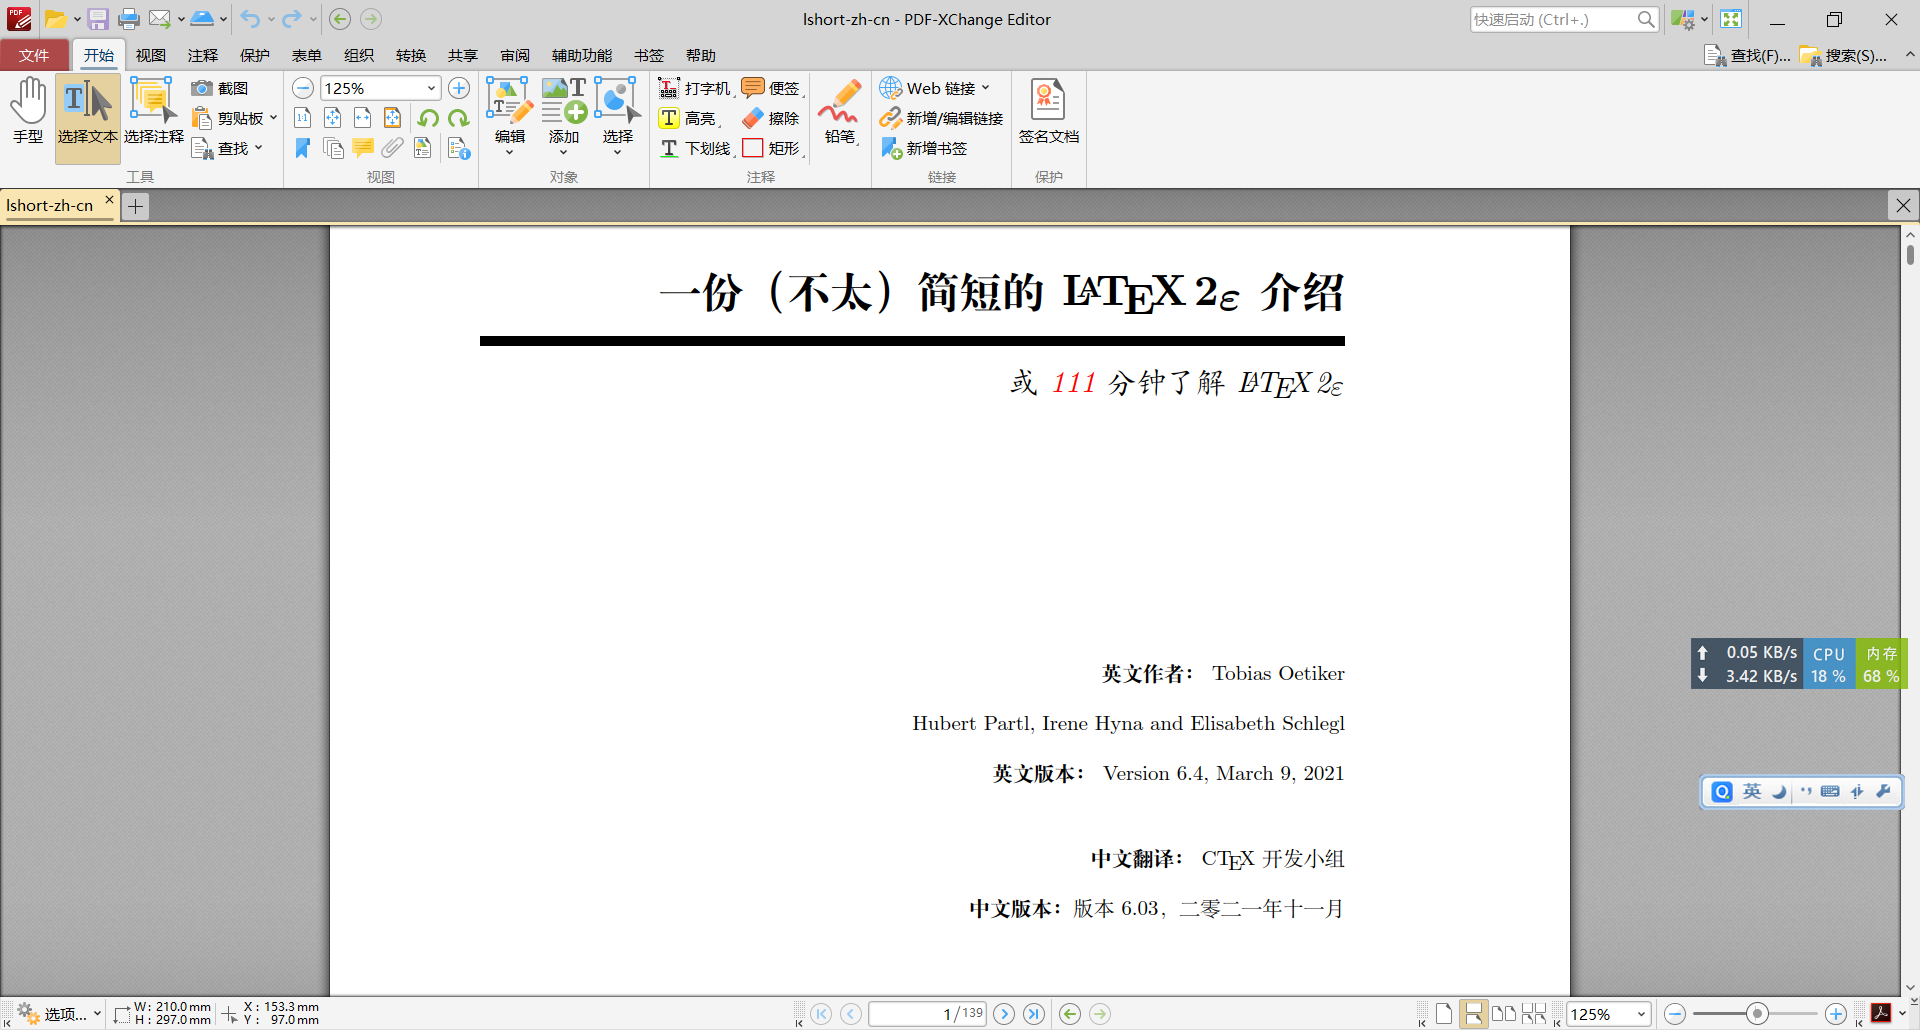 lshort-zh-cn - PDF-XChange Editor
快速启动 (Ctrl+.)
文件 开始 视图 注释 保护 表单 组织 转换 共享 审阅 辅助功能 书签 帮助 查找(F)... 搜索(S)...
手型 选择文本 选择注释 截图 剪贴板 查找
工具
125%
视图
编辑 添加 选择
对象
打字机 便签
高亮 擦除
下划线 矩形
注释
铅笔
Web 链接
新增/编辑链接
新增书签
链接
签名文档
保护
lshort-zh-cn
一份（不太）简短的 LATEX 2ε 介绍
或 111 分钟了解 LATEX 2ε
英文作者： Tobias Oetiker
Hubert Partl, Irene Hyna and Elisabeth Schlegl
英文版本： Version 6.4, March 9, 2021
中文翻译： CTEX 开发小组
中文版本：版本 6.03，二零二一年十一月
0.05 KB/s CPU 内存
3.42 KB/s 18 % 68 %
英
选项... W: 210.0 mm X: 153.3 mm
H: 297.0 mm Y: 97.0 mm
1/139
125%